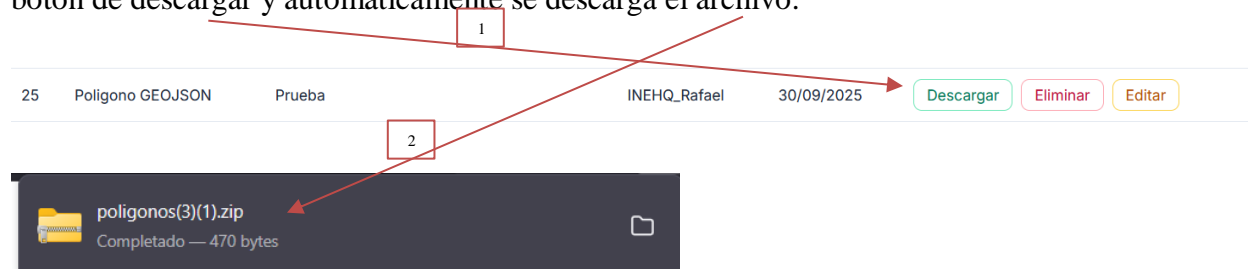 botón de descargar y automáticamente se descarga el archivo.
1
25 Poligono GEOJSON Prueba INEHQ_Rafael 30/09/2025 Descargar Eliminar Editar
2
poligonos(3)(1).zip
Completado — 470 bytes